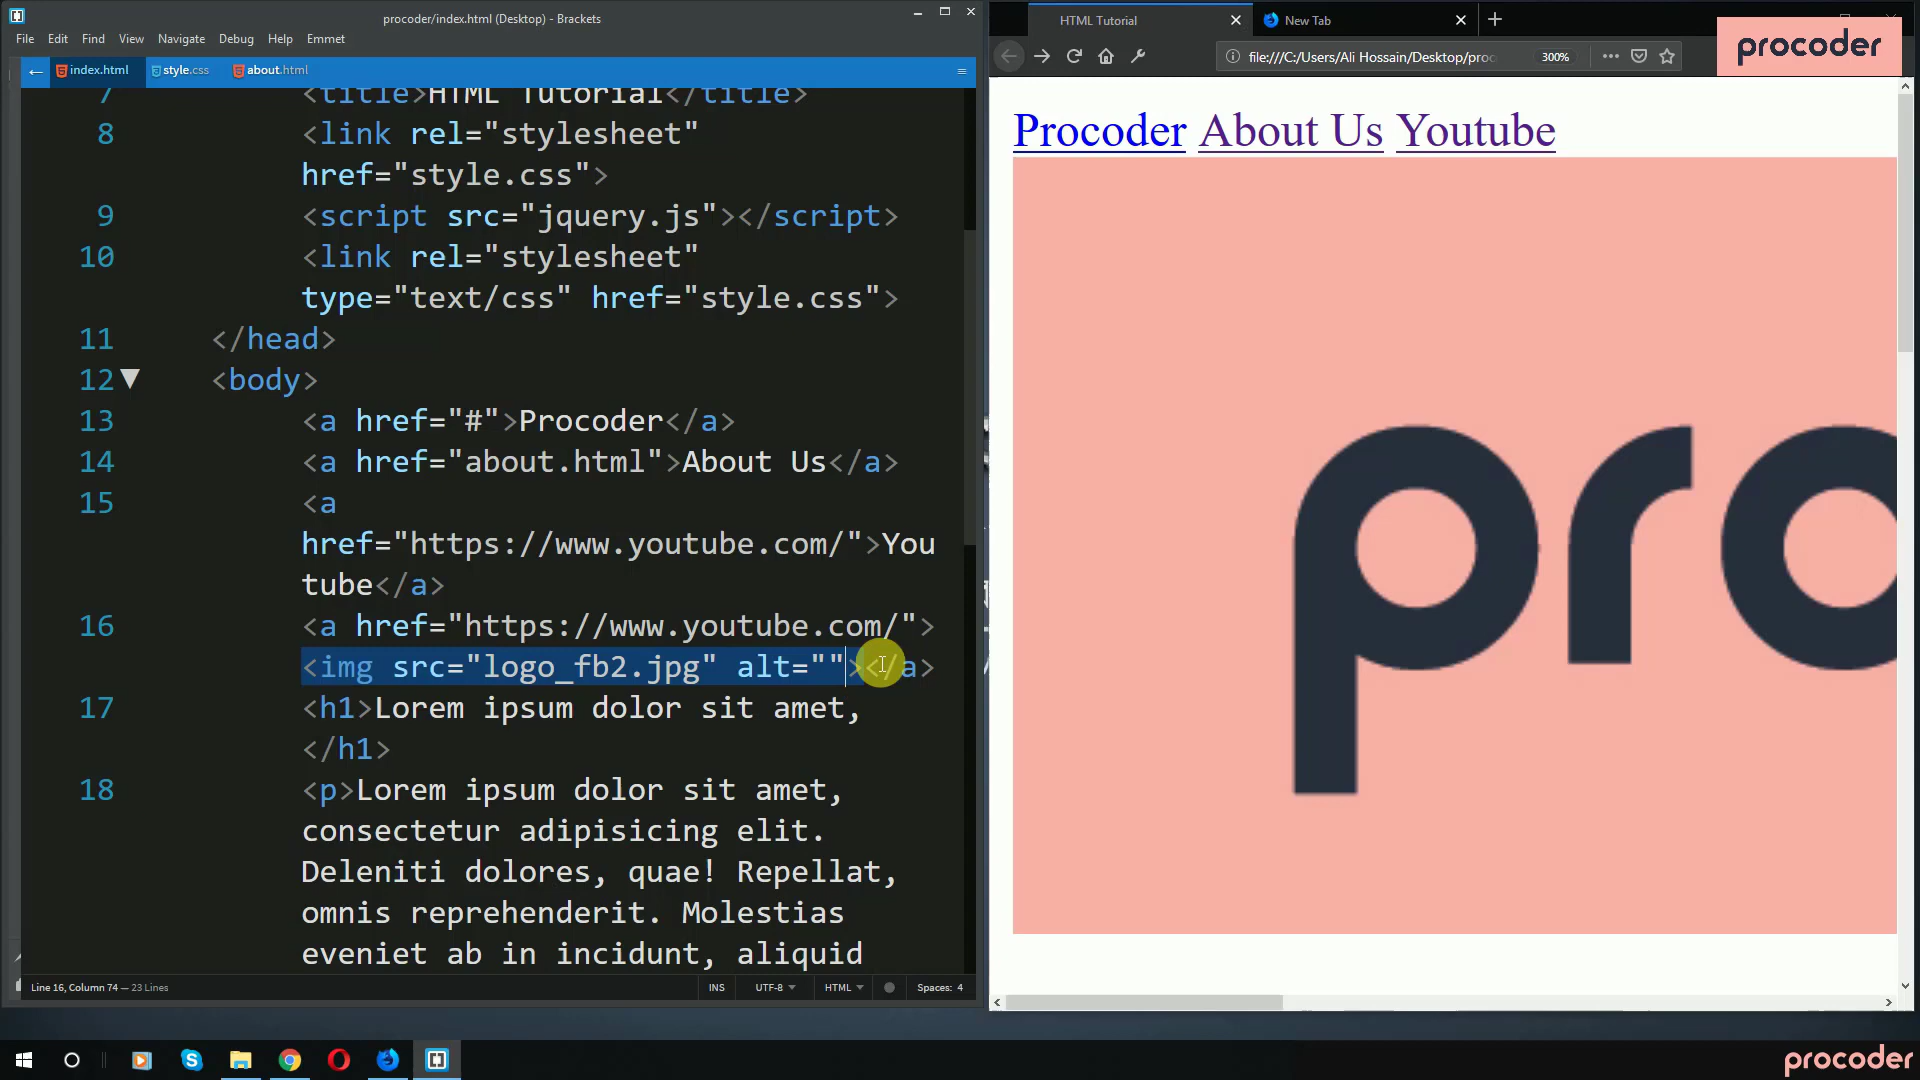 procoder/index.html (Desktop) - Brackets
File Edit Find View Navigate Debug Help Emmet
index.html style.css about.html
7 <title>HTML Tutorial</title>
8 <link rel="stylesheet"
href="style.css">
9 <script src="jquery.js"></script>
10 <link rel="stylesheet"
type="text/css" href="style.css">
11 </head>
12 <body>
13 <a href="#">Procoder</a>
14 <a href="about.html">About Us</a>
15 <a
href="https://www.youtube.com/">You
tube</a>
16 <a href="https://www.youtube.com/">
<img src="logo_fb2.jpg" alt=""></a>
17 <h1>Lorem ipsum dolor sit amet,
</h1>
18 <p>Lorem ipsum dolor sit amet,
consectetur adipisicing elit.
Deleniti dolores, quae! Repellat,
omnis reprehenderit. Molestias
eveniet ab in incidunt, aliquid
Line 16, Column 74 — 23 Lines
INS UTF-8 HTML Spaces: 4
HTML Tutorial
New Tab
file:///C:/Users/Ali Hossain/Desktop/proc
300%
procoder
Procoder About Us Youtube
pro
procoder